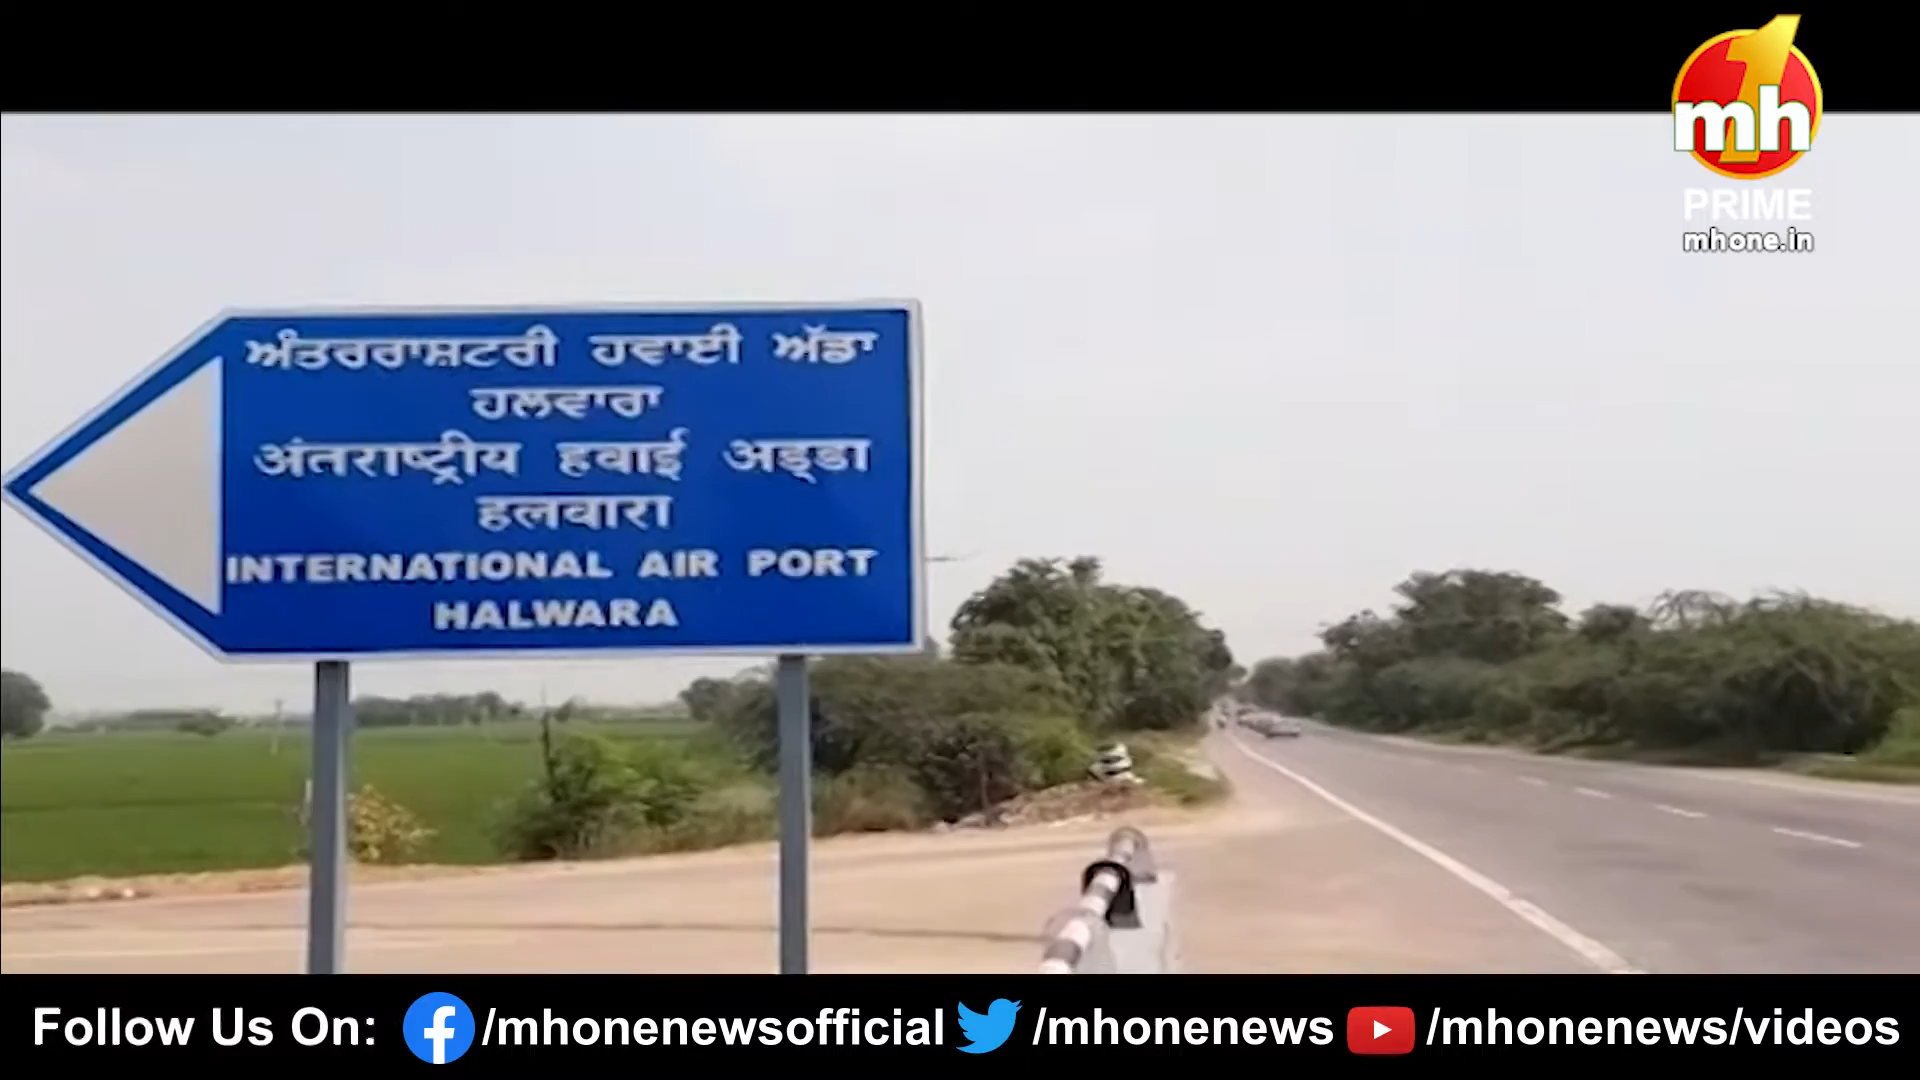 1
mh
PRIME
mhone.in
ਅੰਤਰਰਾਸ਼ਟਰੀ ਹਵਾਈ ਅੱਡਾ
ਹਲਵਾਰਾ
अंतराष्ट्रीय हवाई अड्डा
हलवारा
INTERNATIONAL AIR PORT
HALWARA
Follow Us On: /mhonenewsofficial /mhonenews /mhonenews/videos